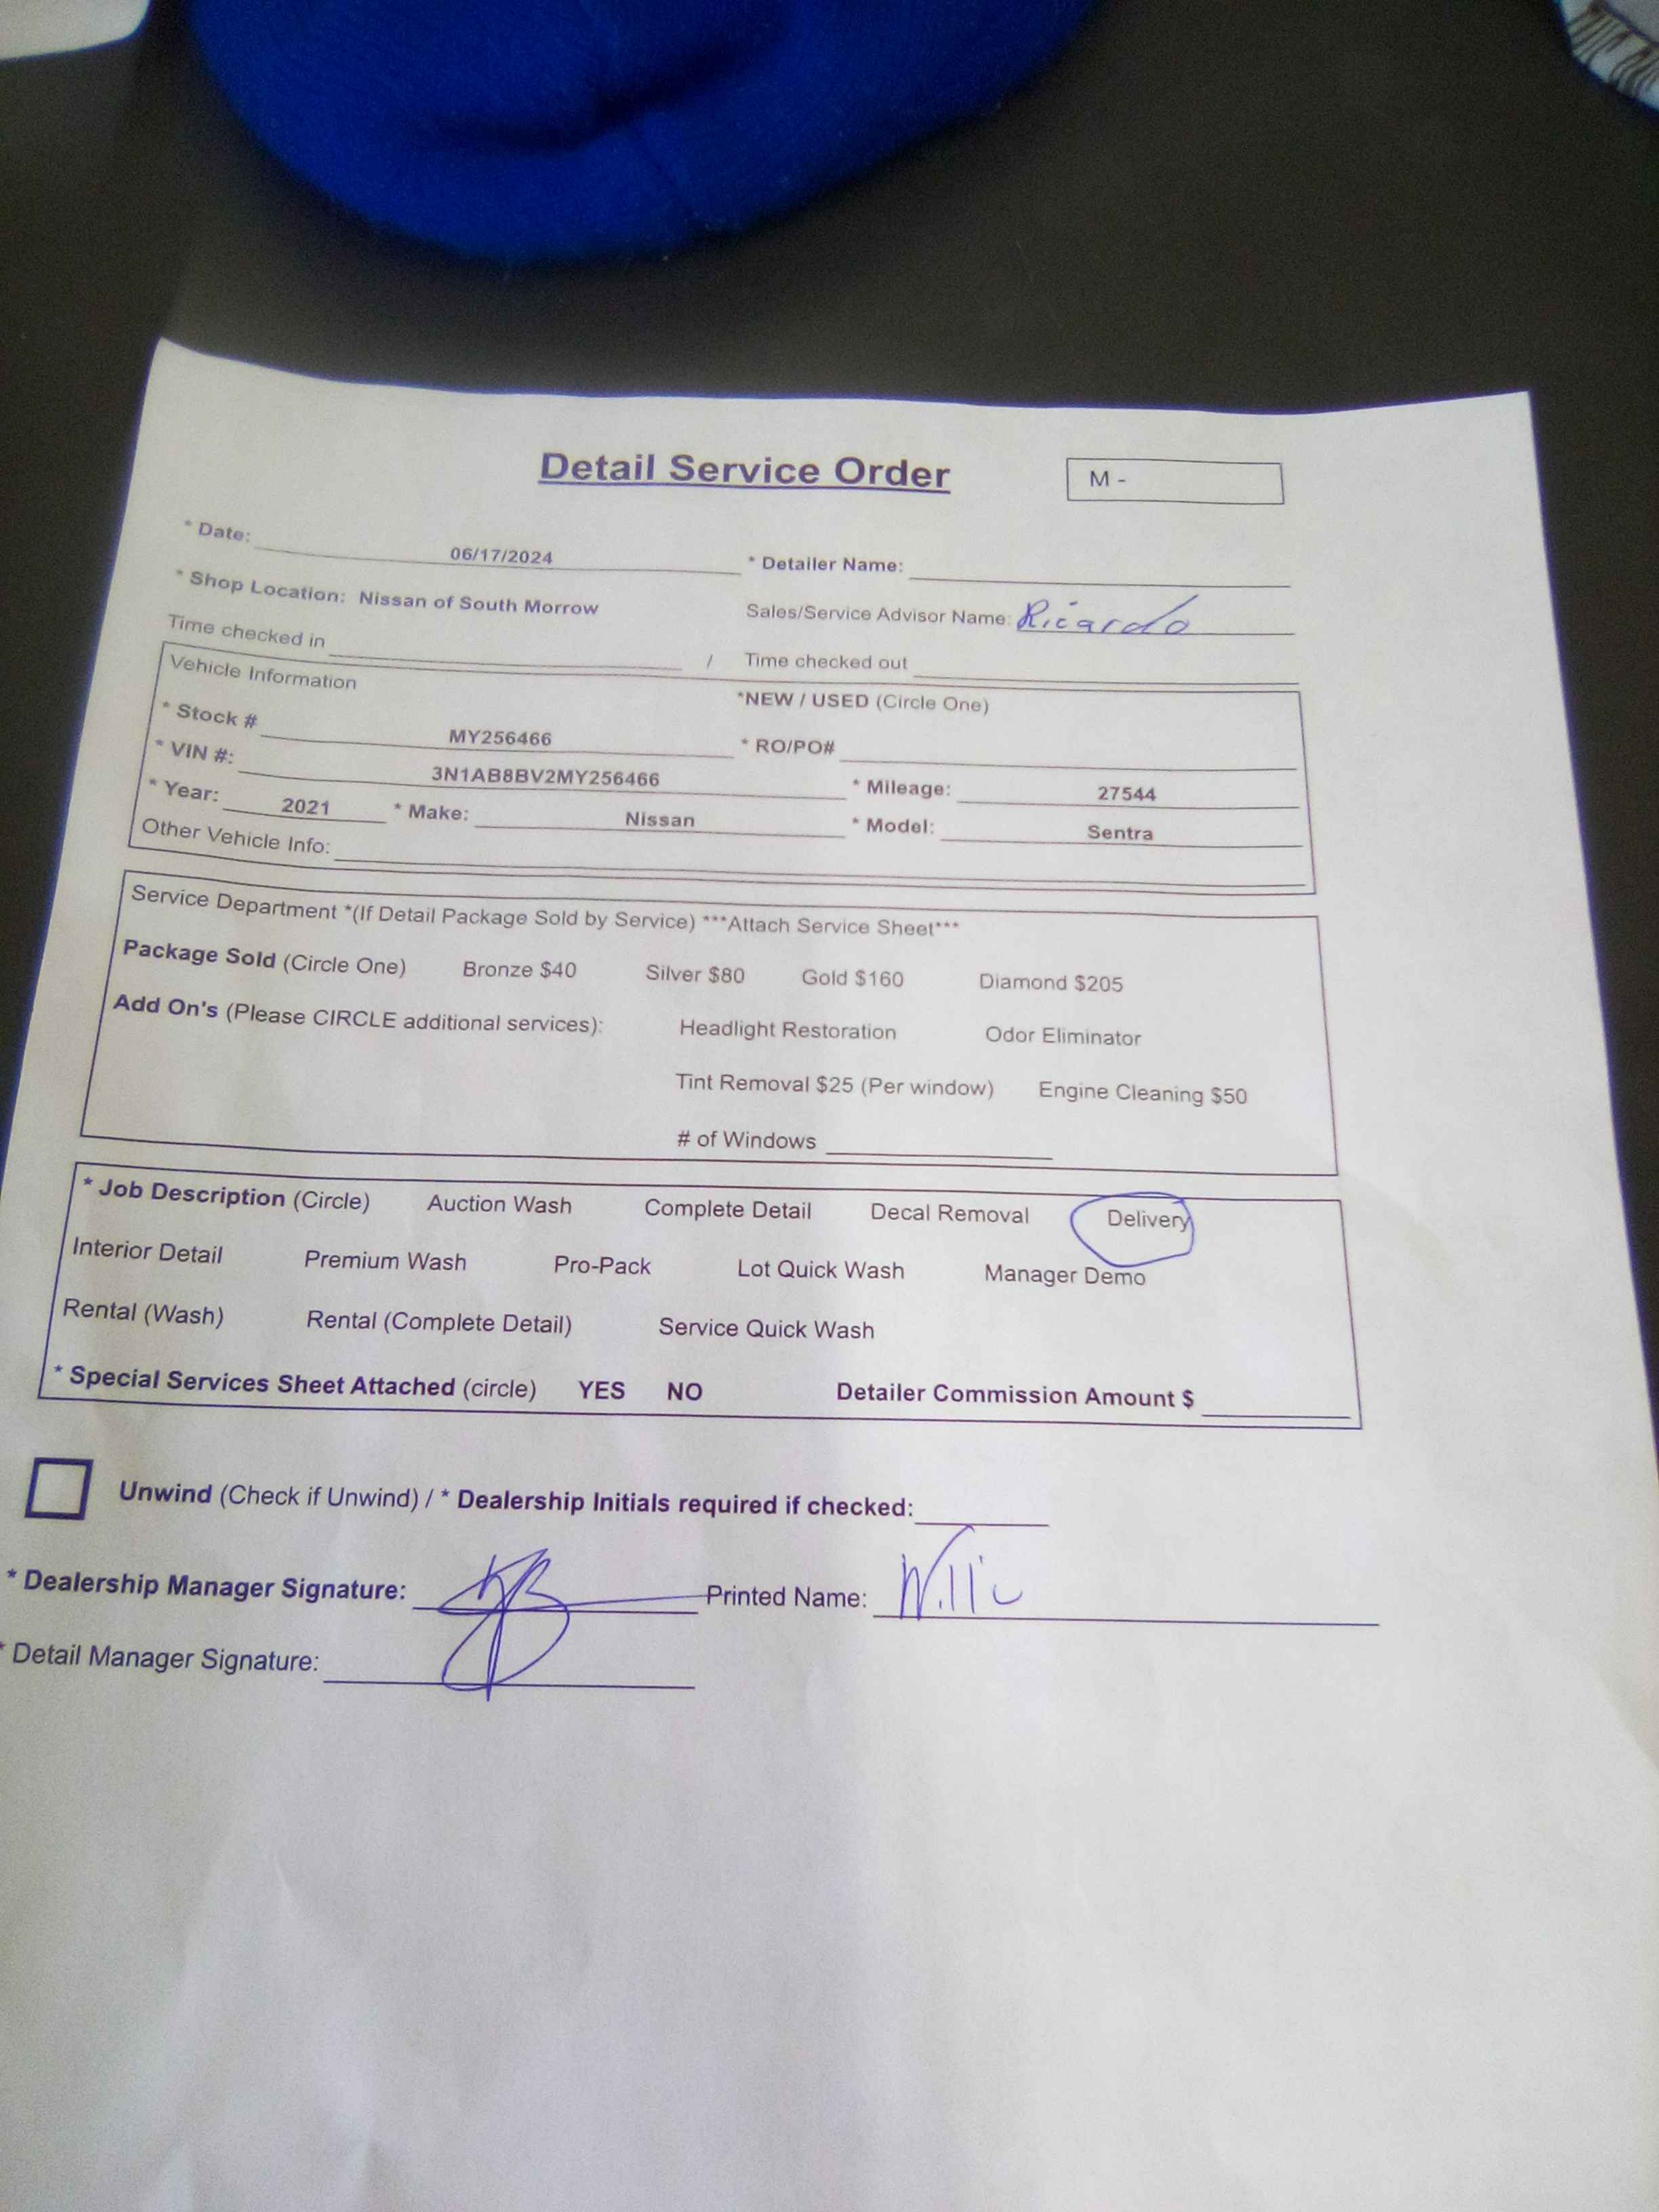 Detail Service Order
M -
* Date: 06/17/2024 * Detailer Name:
* Shop Location: Nissan of South Morrow Sales/Service Advisor Name: Ricardo
Time checked in / Time checked out
Vehicle Information *NEW / USED (Circle One)
* Stock # MY256466 * RO/PO#
* VIN #: 3N1AB8BV2MY256466 * Mileage: 27544
* Year: 2021 * Make: Nissan * Model: Sentra
Other Vehicle Info:
Service Department *(If Detail Package Sold by Service) ***Attach Service Sheet***
Package Sold (Circle One) Bronze $40 Silver $80 Gold $160 Diamond $205
Add On's (Please CIRCLE additional services): Headlight Restoration Odor Eliminator
Tint Removal $25 (Per window) Engine Cleaning $50
# of Windows
* Job Description (Circle) Auction Wash Complete Detail Decal Removal Delivery
Interior Detail Premium Wash Pro-Pack Lot Quick Wash Manager Demo
Rental (Wash) Rental (Complete Detail) Service Quick Wash
* Special Services Sheet Attached (circle) YES NO Detailer Commission Amount $
Unwind (Check if Unwind) / * Dealership Initials required if checked:
* Dealership Manager Signature: Printed Name:
* Detail Manager Signature: